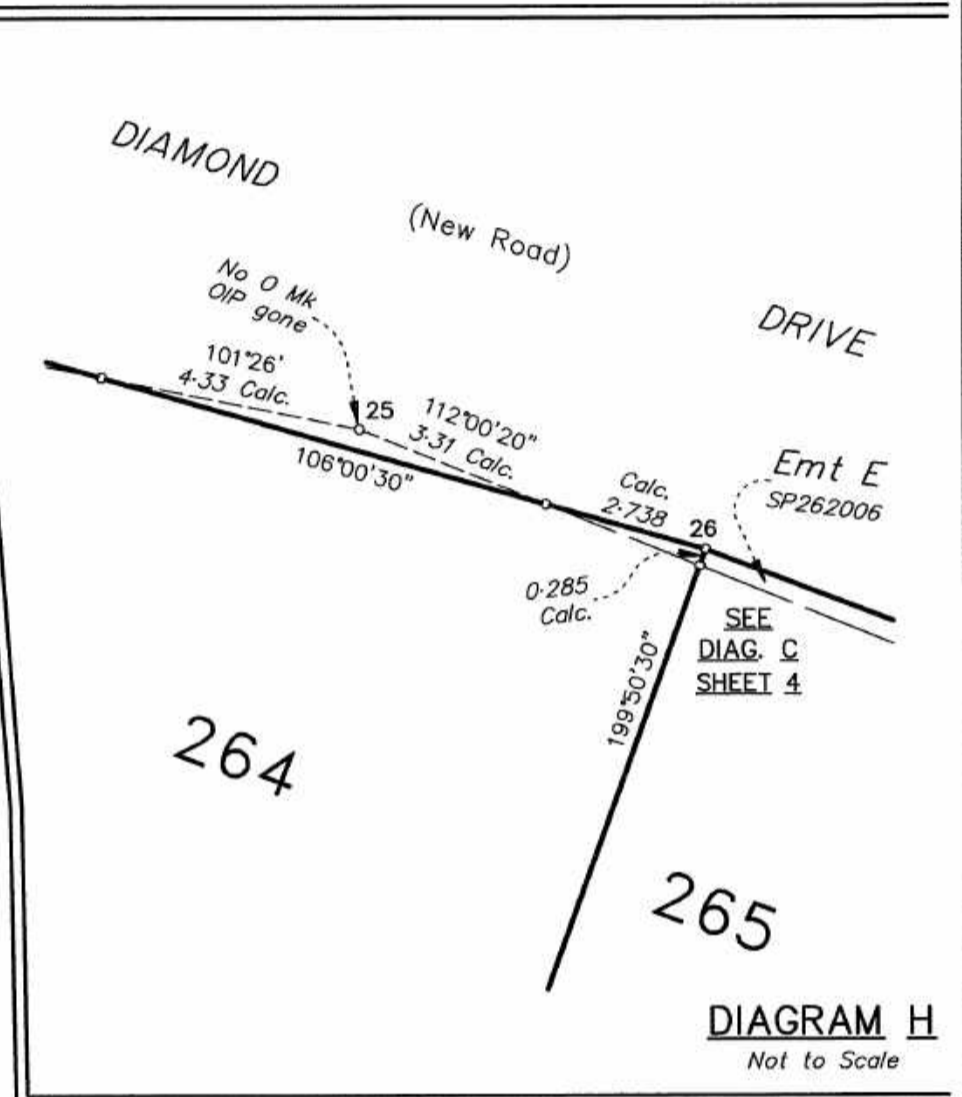 DIAMOND
(New Road)
DRIVE
No O Mk
OIP gone
101°26'
4·33 Calc.
25
112°00'20"
3·31 Calc.
106°00'30"
Calc.
2·738
26
Emt E
SP262006
0·285
Calc.
SEE
DIAG. C
SHEET 4
199°50'30"
264
265
DIAGRAM H
Not to Scale